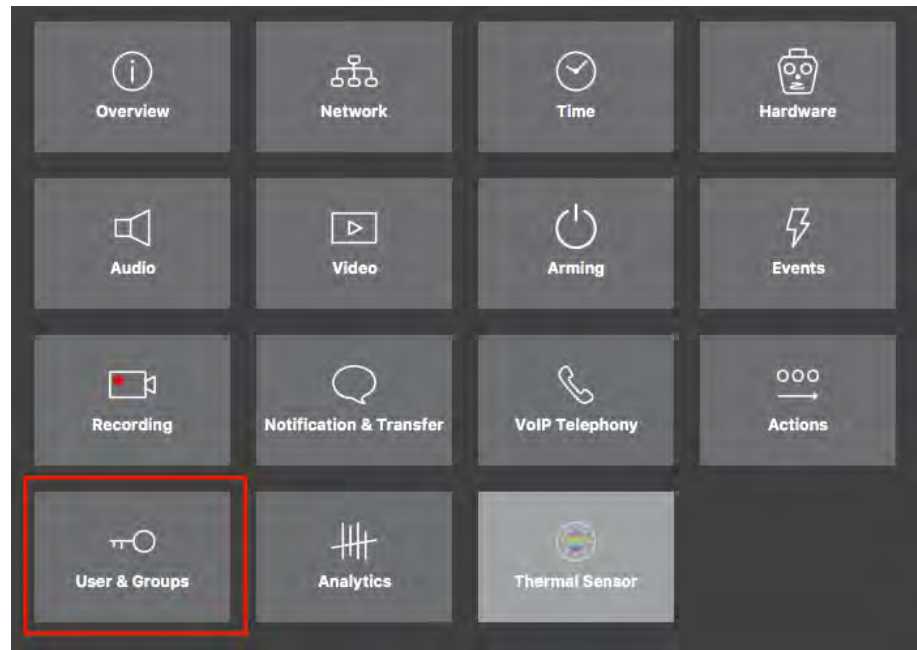 Overview
Network
Time
Hardware
Audio
Video
Arming
Events
Recording
Notification & Transfer
VoIP Telephony
Actions
User & Groups
Analytics
Thermal Sensor